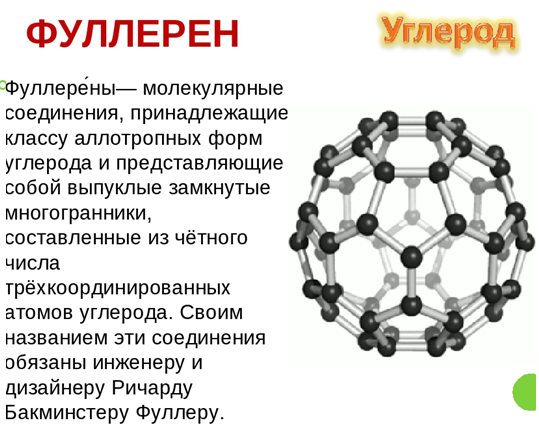 ФУЛЛЕРЕН
Углерод
Фуллере́ны— молекулярные
соединения, принадлежащие
классу аллотропных форм
углерода и представляющие
собой выпуклые замкнутые
многогранники,
составленные из чётного
числа
трёхкоординированных
атомов углерода. Своим
названием эти соединения
обязаны инженеру и
дизайнеру Ричарду
Бакминстеру Фуллеру.